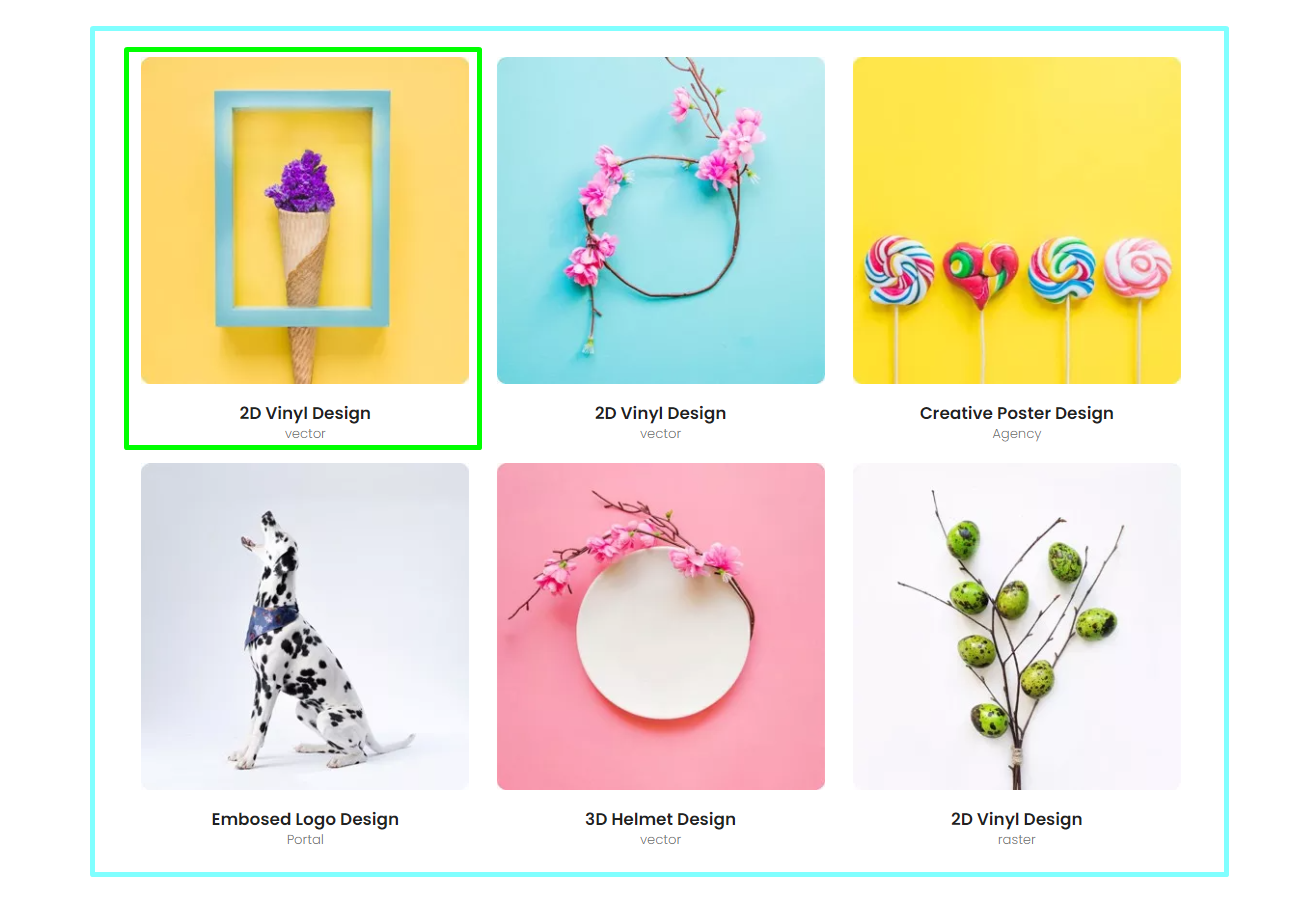 2D Vinyl Design
vector
2D Vinyl Design
vector
Creative Poster Design
Agency
Embosed Logo Design
Portal
3D Helmet Design
vector
2D Vinyl Design
raster